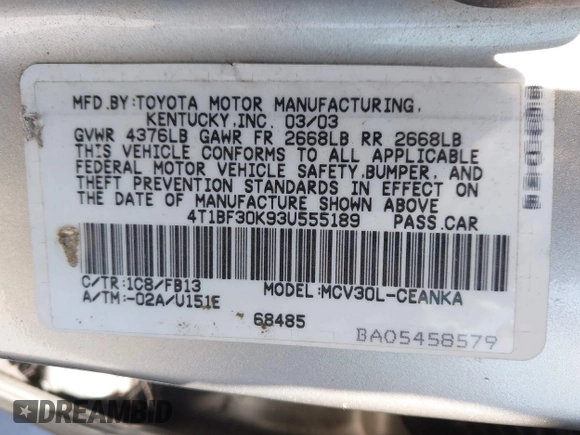 MFD.BY:TOYOTA MOTOR MANUFACTURING,
KENTUCKY,INC. 03/03
GVWR 4376LB GAWR FR 2668LB RR 2668LB
THIS VEHICLE CONFORMS TO ALL APPLICABLE
FEDERAL MOTOR VEHICLE SAFETY,BUMPER, AND
THEFT PREVENTION STANDARDS IN EFFECT ON
THE DATE OF MANUFACTURE SHOWN ABOVE
4T1BF30K93U555189 PASS.CAR
C/TR:1C8/FB13 MODEL:MCV30L-CEANKA
A/TM:-02A/U151E
68485
BA05458579
DREAMBID